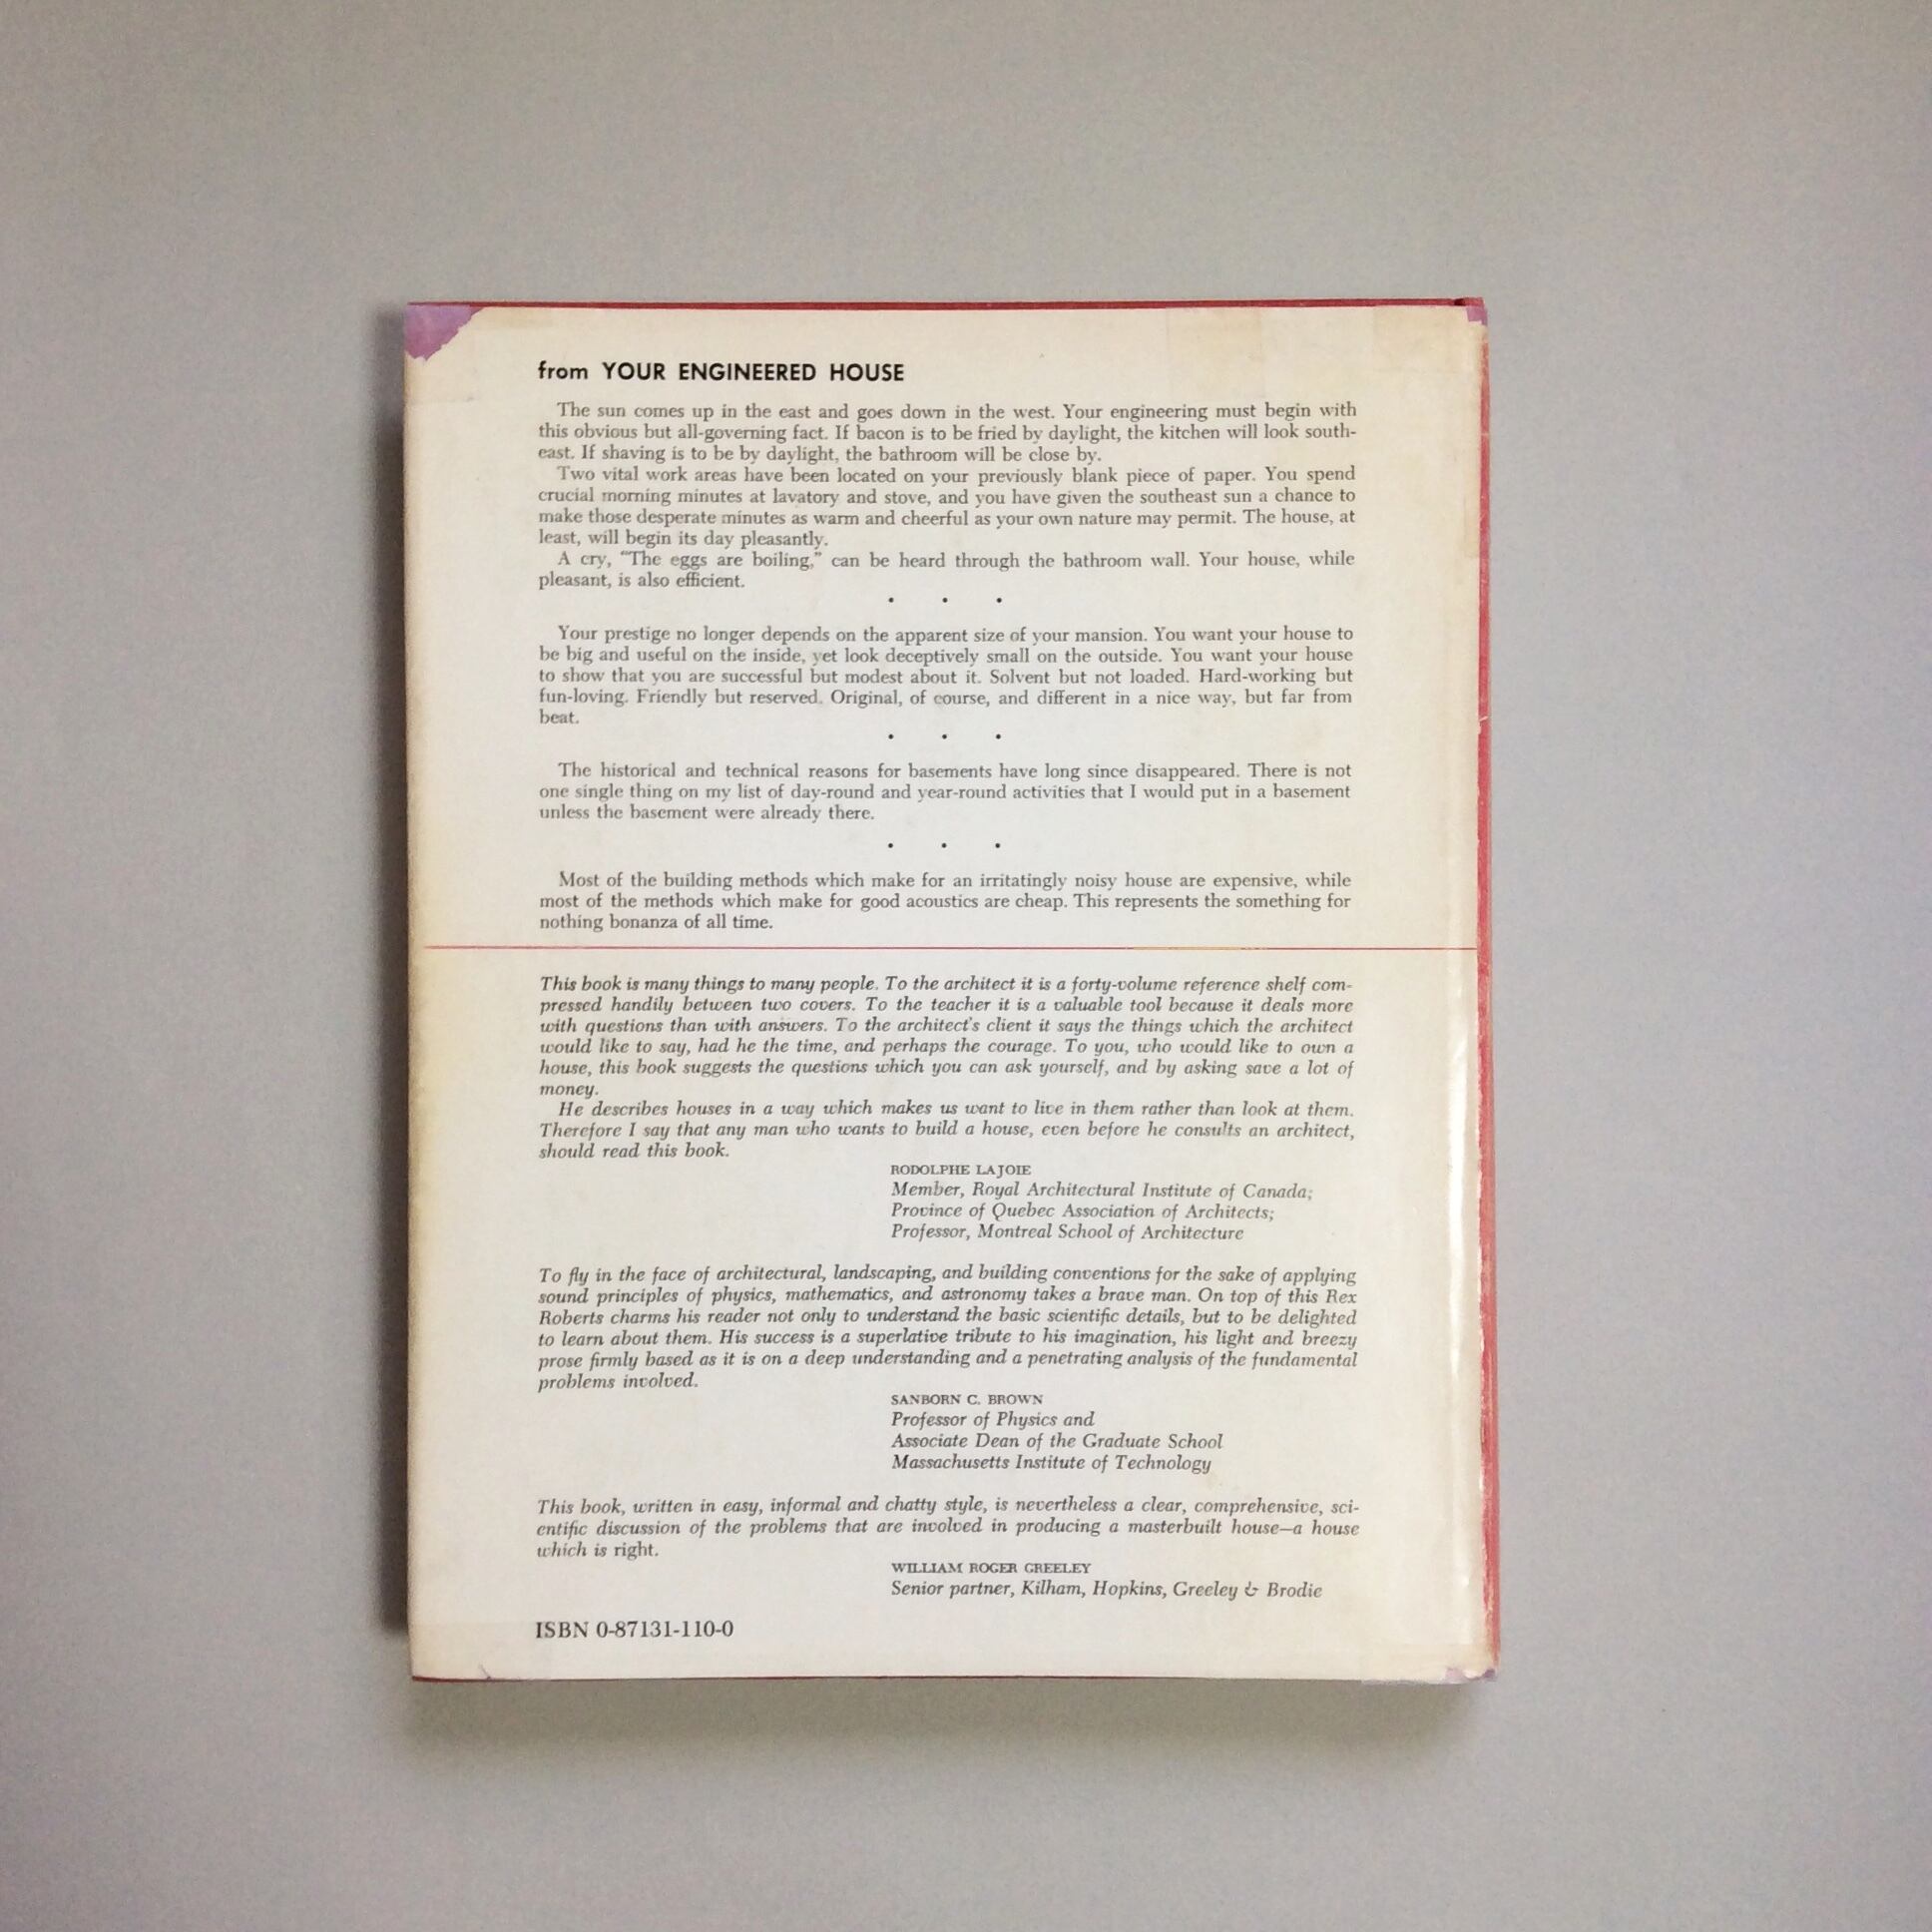 from YOUR ENGINEERED HOUSE
The sun comes up in the east and goes down in the west. Your engineering must begin with
this obvious but all-governing fact. If bacon is to be fried by daylight, the kitchen will look south-
east. If shaving is to be by daylight, the bathroom will be close by.
Two vital work areas have been located on your previously blank piece of paper. You spend
crucial morning minutes at lavatory and stove, and you have given the southeast sun a chance to
make those desperate minutes as warm and cheerful as your own nature may permit. The house, at
least, will begin its day pleasantly.
A cry, "The eggs are boiling," can be heard through the bathroom wall. Your house, while
pleasant, is also efficient.
. . .
Your prestige no longer depends on the apparent size of your mansion. You want your house to
be big and useful on the inside, yet look deceptively small on the outside. You want your house
to show that you are successful but modest about it. Solvent but not loaded. Hard-working but
fun-loving. Friendly but reserved. Original, of course, and different in a nice way, but far from
beat.
. . .
The historical and technical reasons for basements have long since disappeared. There is not
one single thing on my list of day-round and year-round activities that I would put in a basement
unless the basement were already there.
. . .
Most of the building methods which make for an irritatingly noisy house are expensive, while
most of the methods which make for good acoustics are cheap. This represents the something for
nothing bonanza of all time.
This book is many things to many people. To the architect it is a forty-volume reference shelf com-
pressed handily between two covers. To the teacher it is a valuable tool because it deals more
with questions than with answers. To the architect's client it says the things which the architect
would like to say, had he the time, and perhaps the courage. To you, who would like to own a
house, this book suggests the questions which you can ask yourself, and by asking save a lot of
money.
He describes houses in a way which makes us want to live in them rather than look at them.
Therefore I say that any man who wants to build a house, even before he consults an architect,
should read this book.
RODOLPHE LAJOIE
Member, Royal Architectural Institute of Canada;
Province of Quebec Association of Architects;
Professor, Montreal School of Architecture
To fly in the face of architectural, landscaping, and building conventions for the sake of applying
sound principles of physics, mathematics, and astronomy takes a brave man. On top of this Rex
Roberts charms his reader not only to understand the basic scientific details, but to be delighted
to learn about them. His success is a superlative tribute to his imagination, his light and breezy
prose firmly based as it is on a deep understanding and a penetrating analysis of the fundamental
problems involved.
SANBORN C. BROWN
Professor of Physics and
Associate Dean of the Graduate School
Massachusetts Institute of Technology
This book, written in easy, informal and chatty style, is nevertheless a clear, comprehensive, sci-
entific discussion of the problems that are involved in producing a masterbuilt house—a house
which is right.
WILLIAM ROGER GREELEY
Senior partner, Kilham, Hopkins, Greeley & Brodie
ISBN 0-87131-110-0